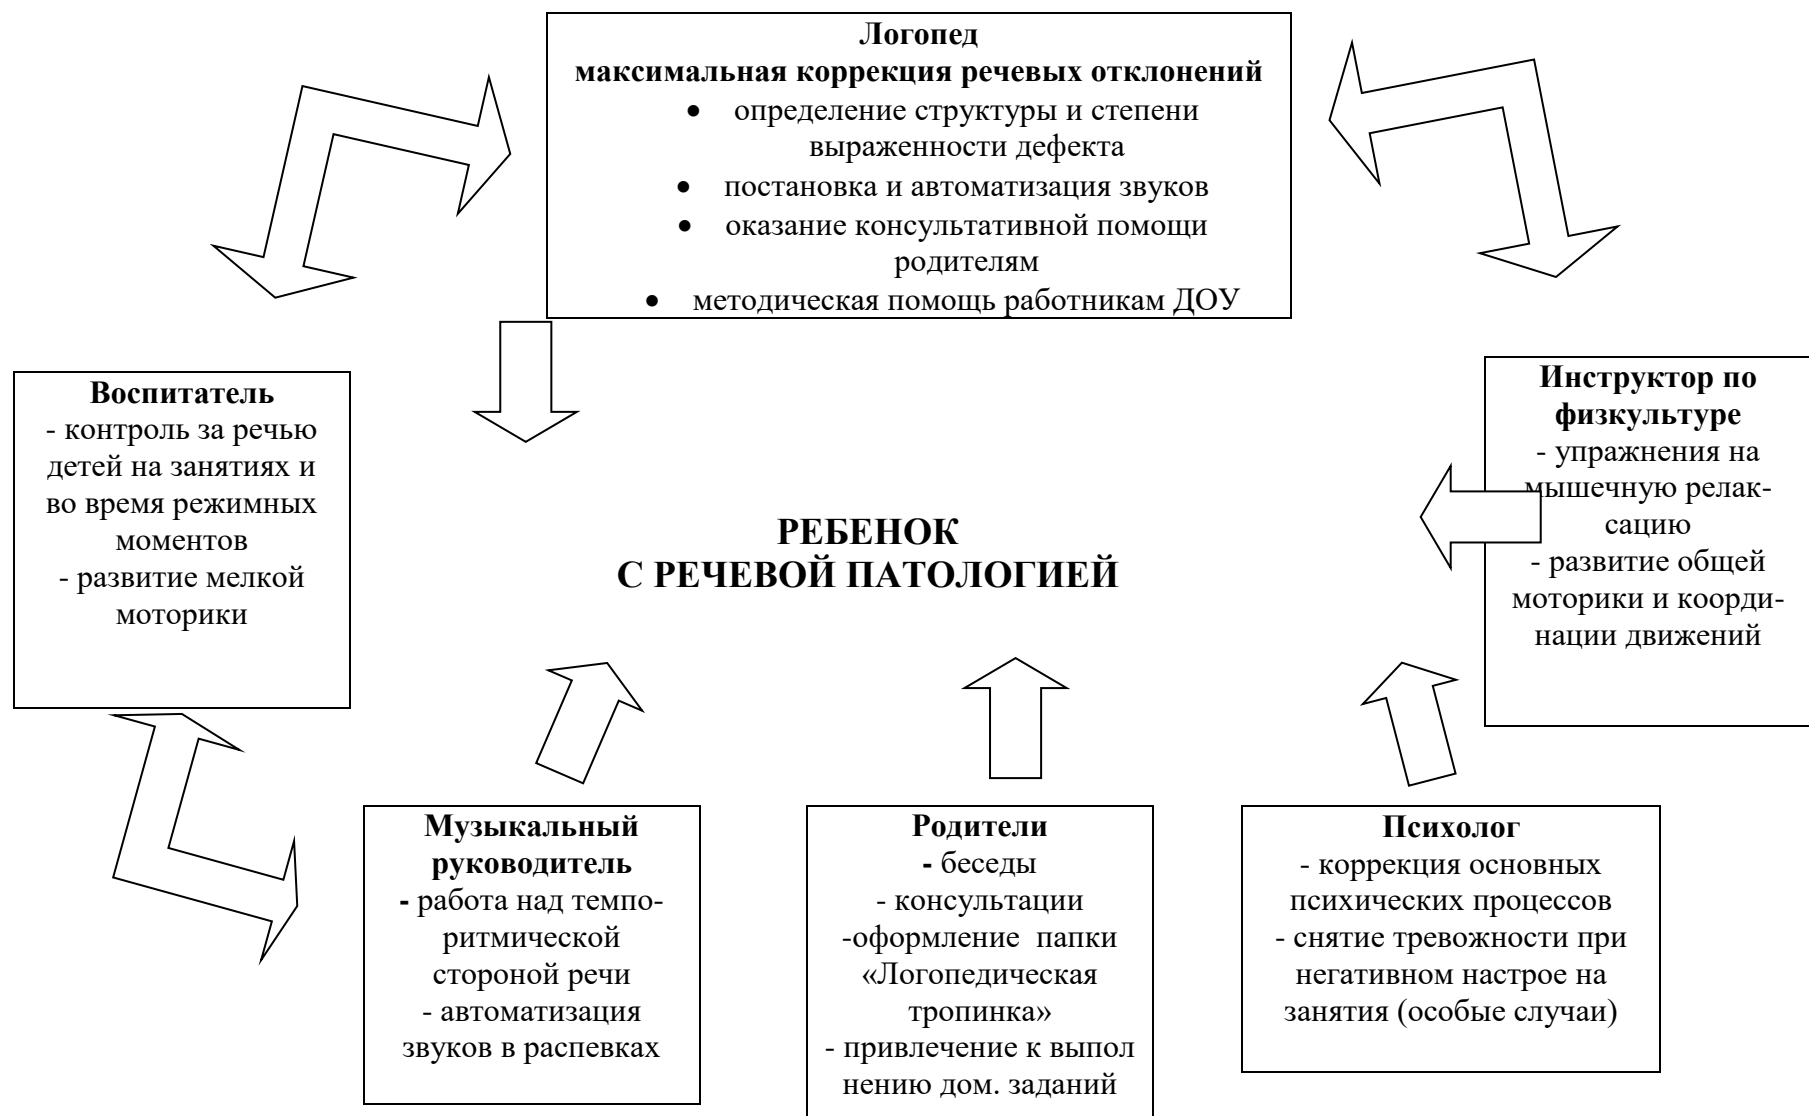 Логопед
максимальная коррекция речевых отклонений
• определение структуры и степени
выраженности дефекта
• постановка и автоматизация звуков
• оказание консультативной помощи
родителям
• методическая помощь работникам ДОУ
Воспитатель
- контроль за речью
детей на занятиях и
во время режимных
моментов
- развитие мелкой
моторики
РЕБЕНОК
С РЕЧЕВОЙ ПАТОЛОГИЕЙ
Инструктор по
физкультуре
- упражнения на
мышечную релак-
сацию
- развитие общей
моторики и коорди-
нации движений
Музыкальный
руководитель
- работа над темпо-
ритмической
стороной речи
- автоматизация
звуков в распевках
Родители
- беседы
- консультации
-оформление папки
«Логопедическая
тропинка»
- привлечение к выпол
нению дом. заданий
Психолог
- коррекция основных
психических процессов
- снятие тревожности при
негативном настрое на
занятия (особые случаи)